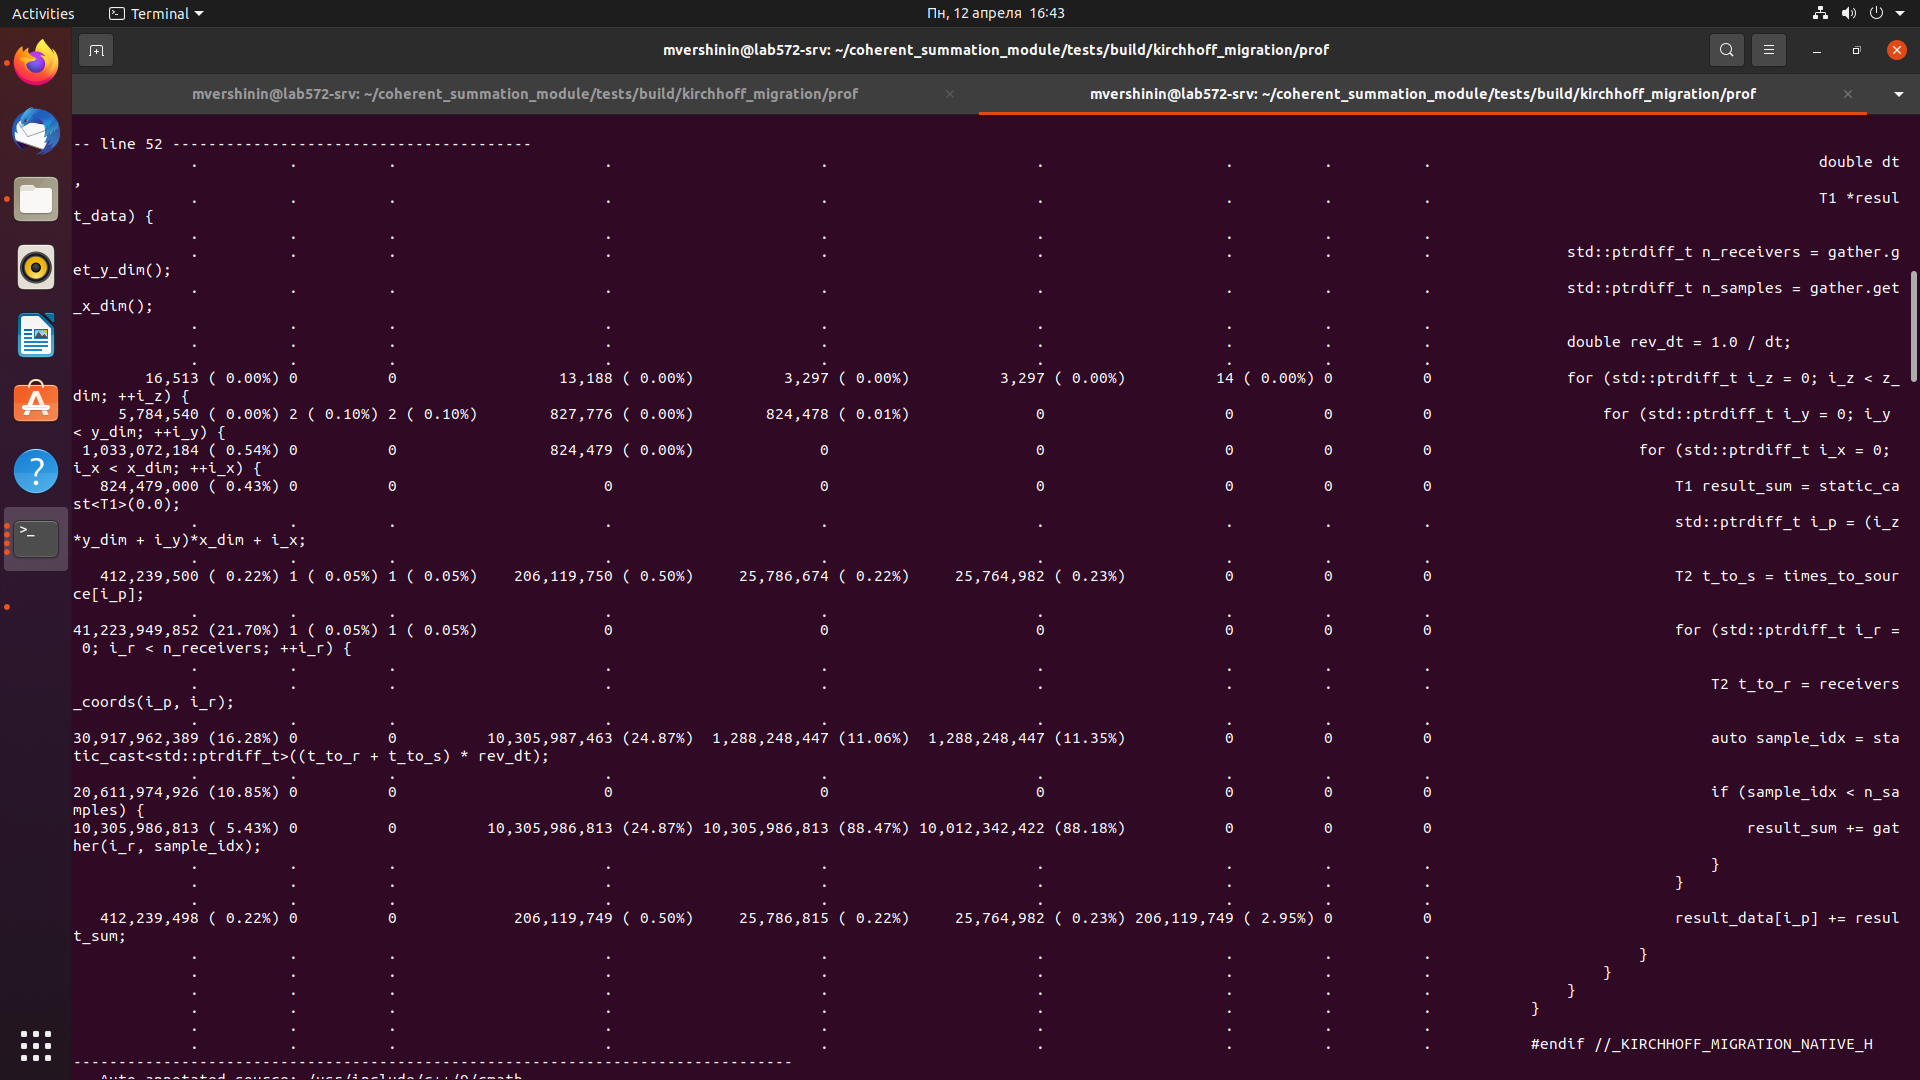 Activities Terminal Пн, 12 апреля 16:43
mvershinin@lab572-srv: ~/coherent_summation_module/tests/build/kirchhoff_migration/prof
mvershinin@lab572-srv: ~/coherent_summation_module/tests/build/kirchhoff_migration/prof mvershinin@lab572-srv: ~/coherent_summation_module/tests/build/kirchhoff_migration/prof
-- line 52 ----------------------------------------
. . . . . . . . . double dt
,
. . . . . . . . . T1 *resul
t_data) {
. . . . . . . . .
. . . . . . . . . std::ptrdiff_t n_receivers = gather.g
et_y_dim();
. . . . . . . . . std::ptrdiff_t n_samples = gather.get
_x_dim();
. . . . . . . . .
. . . . . . . . . double rev_dt = 1.0 / dt;
. . . . . . . . .
16,513 ( 0.00%) 0 0 13,188 ( 0.00%) 3,297 ( 0.00%) 3,297 ( 0.00%) 14 ( 0.00%) 0 0 for (std::ptrdiff_t i_z = 0; i_z < z_
dim; ++i_z) {
5,784,540 ( 0.00%) 2 ( 0.10%) 2 ( 0.10%) 827,776 ( 0.00%) 824,478 ( 0.01%) 0 0 0 0 for (std::ptrdiff_t i_y = 0; i_y
< y_dim; ++i_y) {
1,033,072,184 ( 0.54%) 0 0 824,479 ( 0.00%) 0 0 0 0 0 for (std::ptrdiff_t i_x = 0;
i_x < x_dim; ++i_x) {
824,479,000 ( 0.43%) 0 0 0 0 0 0 0 0 T1 result_sum = static_ca
st<T1>(0.0);
. . . . . . . . . std::ptrdiff_t i_p = (i_z
*y_dim + i_y)*x_dim + i_x;
. . . . . . . . .
412,239,500 ( 0.22%) 1 ( 0.05%) 1 ( 0.05%) 206,119,750 ( 0.50%) 25,786,674 ( 0.22%) 25,764,982 ( 0.23%) 0 0 0 T2 t_to_s = times_to_sour
ce[i_p];
. . . . . . . . .
41,223,949,852 (21.70%) 1 ( 0.05%) 1 ( 0.05%) 0 0 0 0 0 0 for (std::ptrdiff_t i_r =
0; i_r < n_receivers; ++i_r) {
. . . . . . . . .
. . . . . . . . . T2 t_to_r = receivers
_coords(i_p, i_r);
. . . . . . . . .
30,917,962,389 (16.28%) 0 0 10,305,987,463 (24.87%) 1,288,248,447 (11.06%) 1,288,248,447 (11.35%) 0 0 0 auto sample_idx = sta
tic_cast<std::ptrdiff_t>((t_to_r + t_to_s) * rev_dt);
. . . . . . . . .
20,611,974,926 (10.85%) 0 0 0 0 0 0 0 0 if (sample_idx < n_sa
mples) {
10,305,986,813 ( 5.43%) 0 0 10,305,986,813 (24.87%) 10,305,986,813 (88.47%) 10,012,342,422 (88.18%) 0 0 0 result_sum += gat
her(i_r, sample_idx);
. . . . . . . . . }
. . . . . . . . . }
. . . . . . . . .
412,239,498 ( 0.22%) 0 0 206,119,749 ( 0.50%) 25,786,815 ( 0.22%) 25,764,982 ( 0.23%) 206,119,749 ( 2.95%) 0 0 result_data[i_p] += resul
t_sum;
. . . . . . . . . }
. . . . . . . . . }
. . . . . . . . . }
. . . . . . . . . }
. . . . . . . . .
. . . . . . . . . #endif //_KIRCHHOFF_MIGRATION_NATIVE_H
--------------------------------------------------------------------------------
-- Auto-annotated source: /usr/include/c++/9/cmath